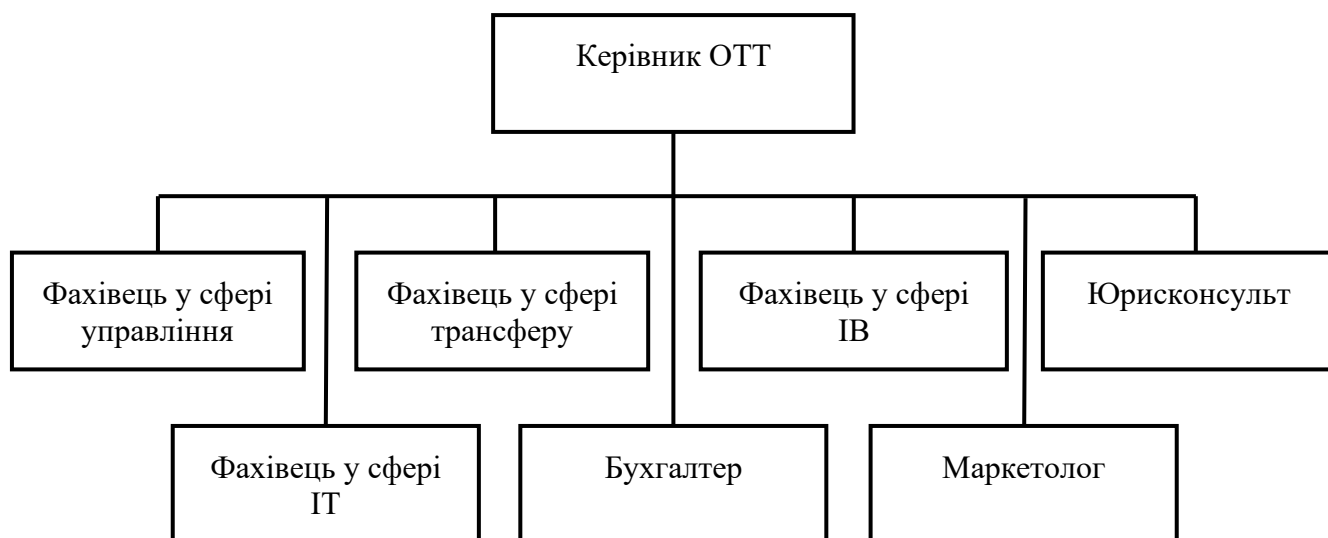 Керівник ОТТ
Фахівець у сфері
управління
Фахівець у сфері
трансферу
Фахівець у сфері
ІВ
Юрисконсульт
Фахівець у сфері
ІТ
Бухгалтер
Маркетолог